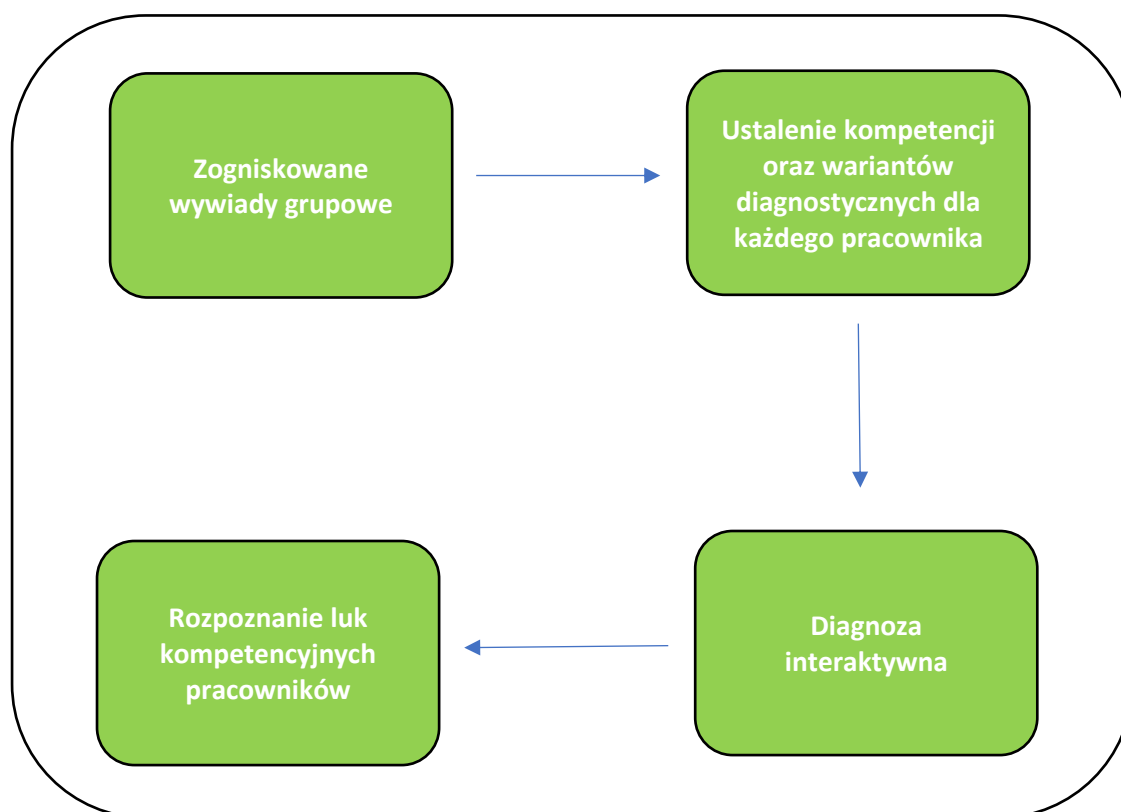 Zogniskowane
wywiady grupowe
Ustalenie kompetencji
oraz wariantów
diagnostycznych dla
każdego pracownika
Diagnoza
interaktywna
Rozpoznanie luk
kompetencyjnych
pracowników